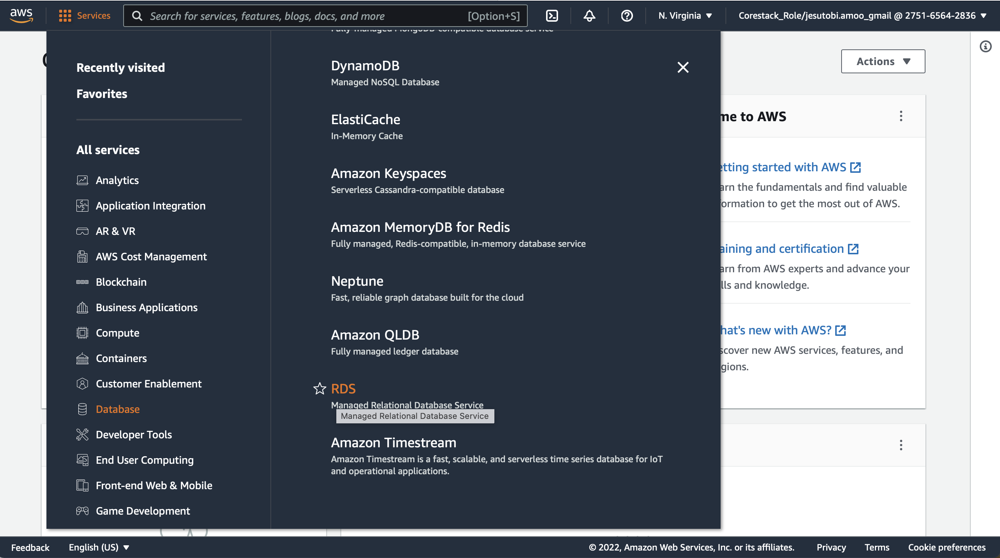 aws
Services
Search for services, features, blogs, docs, and more
[Option+S]
N. Virginia
Corestack_Role/jesutobi.amoo_gmail @ 2751-6564-2836
Recently visited
Favorites
All services
Analytics
Application Integration
AR & VR
AWS Cost Management
Blockchain
Business Applications
Compute
Containers
Customer Enablement
Database
Developer Tools
End User Computing
Front-end Web & Mobile
Game Development
Fully-managed MongoDB-compatible database service
DynamoDB
Managed NoSQL Database
ElastiCache
In-Memory Cache
Amazon Keyspaces
Serverless Cassandra-compatible database
Amazon MemoryDB for Redis
Fully managed, Redis-compatible, in-memory database service
Neptune
Fast, reliable graph database built for the cloud
Amazon QLDB
Fully managed ledger database
RDS
Managed Relational Database Service
Managed Relational Database Service
Amazon Timestream
Amazon Timestream is a fast, scalable, and serverless time series database for IoT
and operational applications.
Actions
me to AWS
etting started with AWS
arn the fundamentals and find valuable
formation to get the most out of AWS.
aining and certification
arn from AWS experts and advance your
lls and knowledge.
hat's new with AWS?
scover new AWS services, features, and
gions.
Feedback
English (US)
© 2022, Amazon Web Services, Inc. or its affiliates.
Privacy
Terms
Cookie preferences